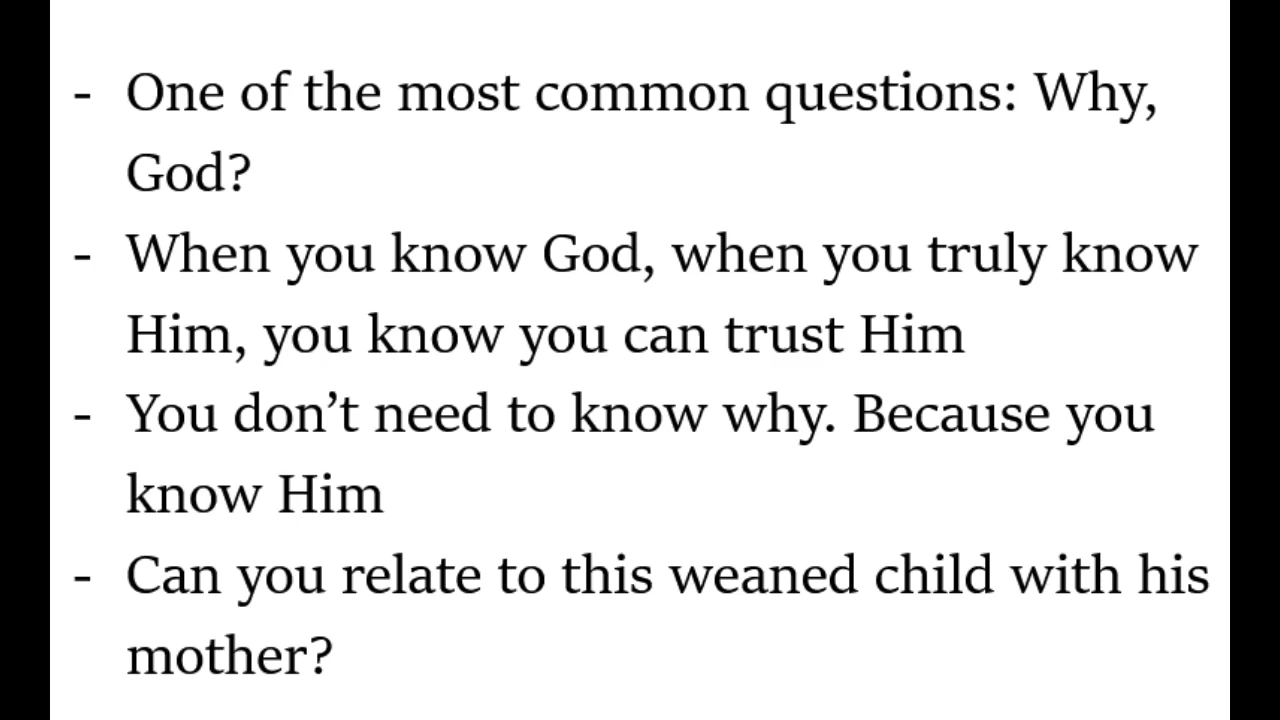 - One of the most common questions: Why,
God?
- When you know God, when you truly know
Him, you know you can trust Him
- You don’t need to know why. Because you
know Him
- Can you relate to this weaned child with his
mother?